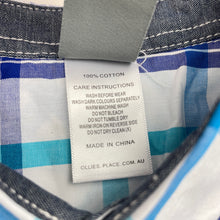 100% COTTON
CARE INSTRUCTIONS
WASH BEFORE WEAR
WASH DARK COLOURS SEPARATELY
WARM MACHINE WASH
DO NOT BLEACH
DO NOT TUMBLE DRY
WARM IRON ON REVERSE SIDE
DO NOT DRY CLEAN (X)
MADE IN CHINA
OLLIES. PLACE. COM. AU